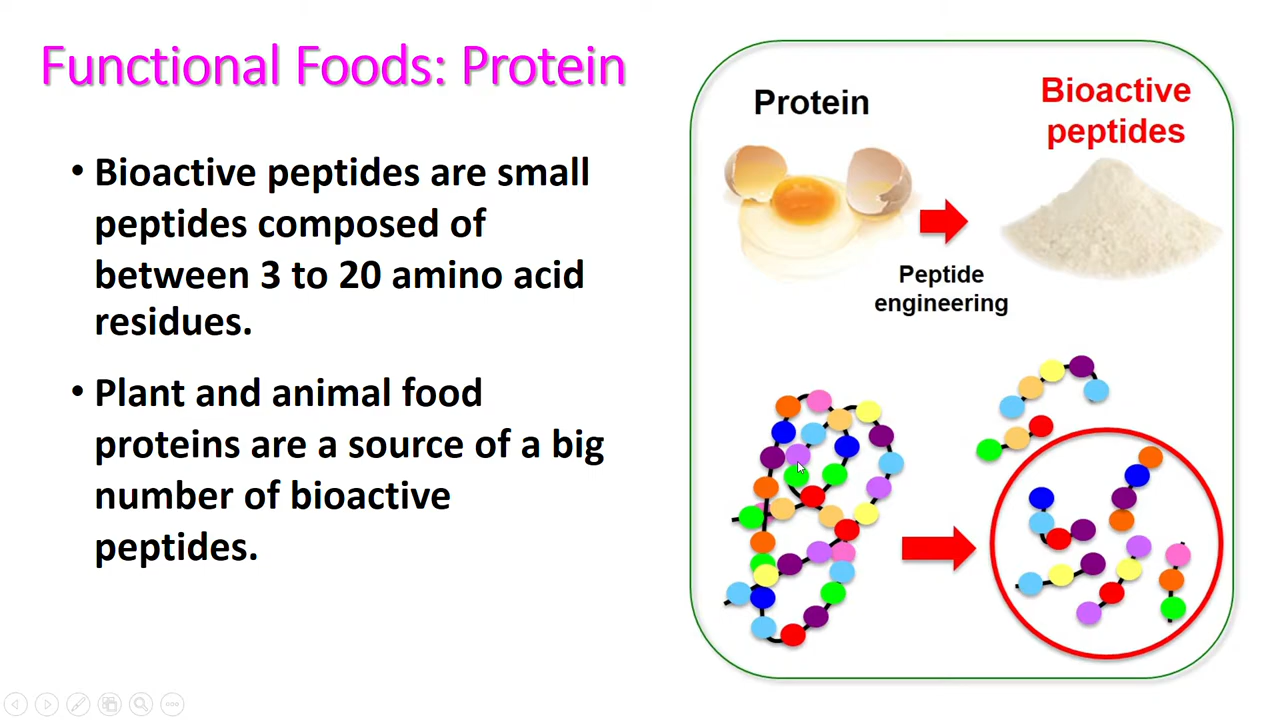 Functional Foods: Protein
• Bioactive peptides are small
peptides composed of
between 3 to 20 amino acid
residues.
• Plant and animal food
proteins are a source of a big
number of bioactive
peptides.
Protein
Bioactive
peptides
Peptide
engineering